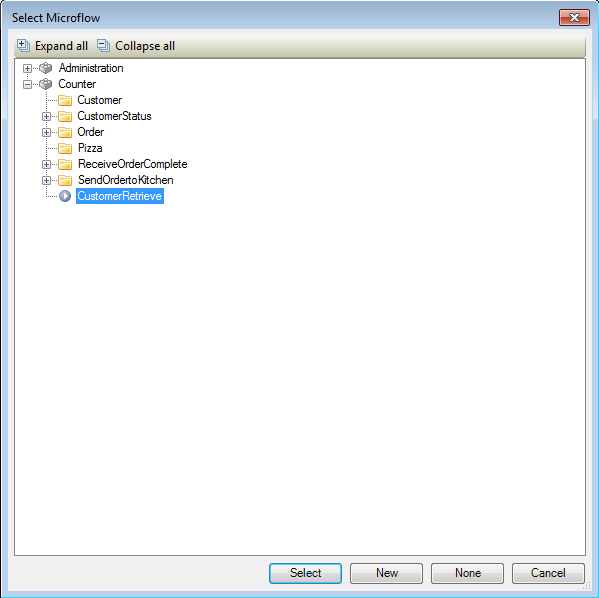 Select Microflow
Expand all Collapse all
Administration
Counter
Customer
CustomerStatus
Order
Pizza
ReceiveOrderComplete
SendOrdertoKitchen
CustomerRetrieve
Select New None Cancel